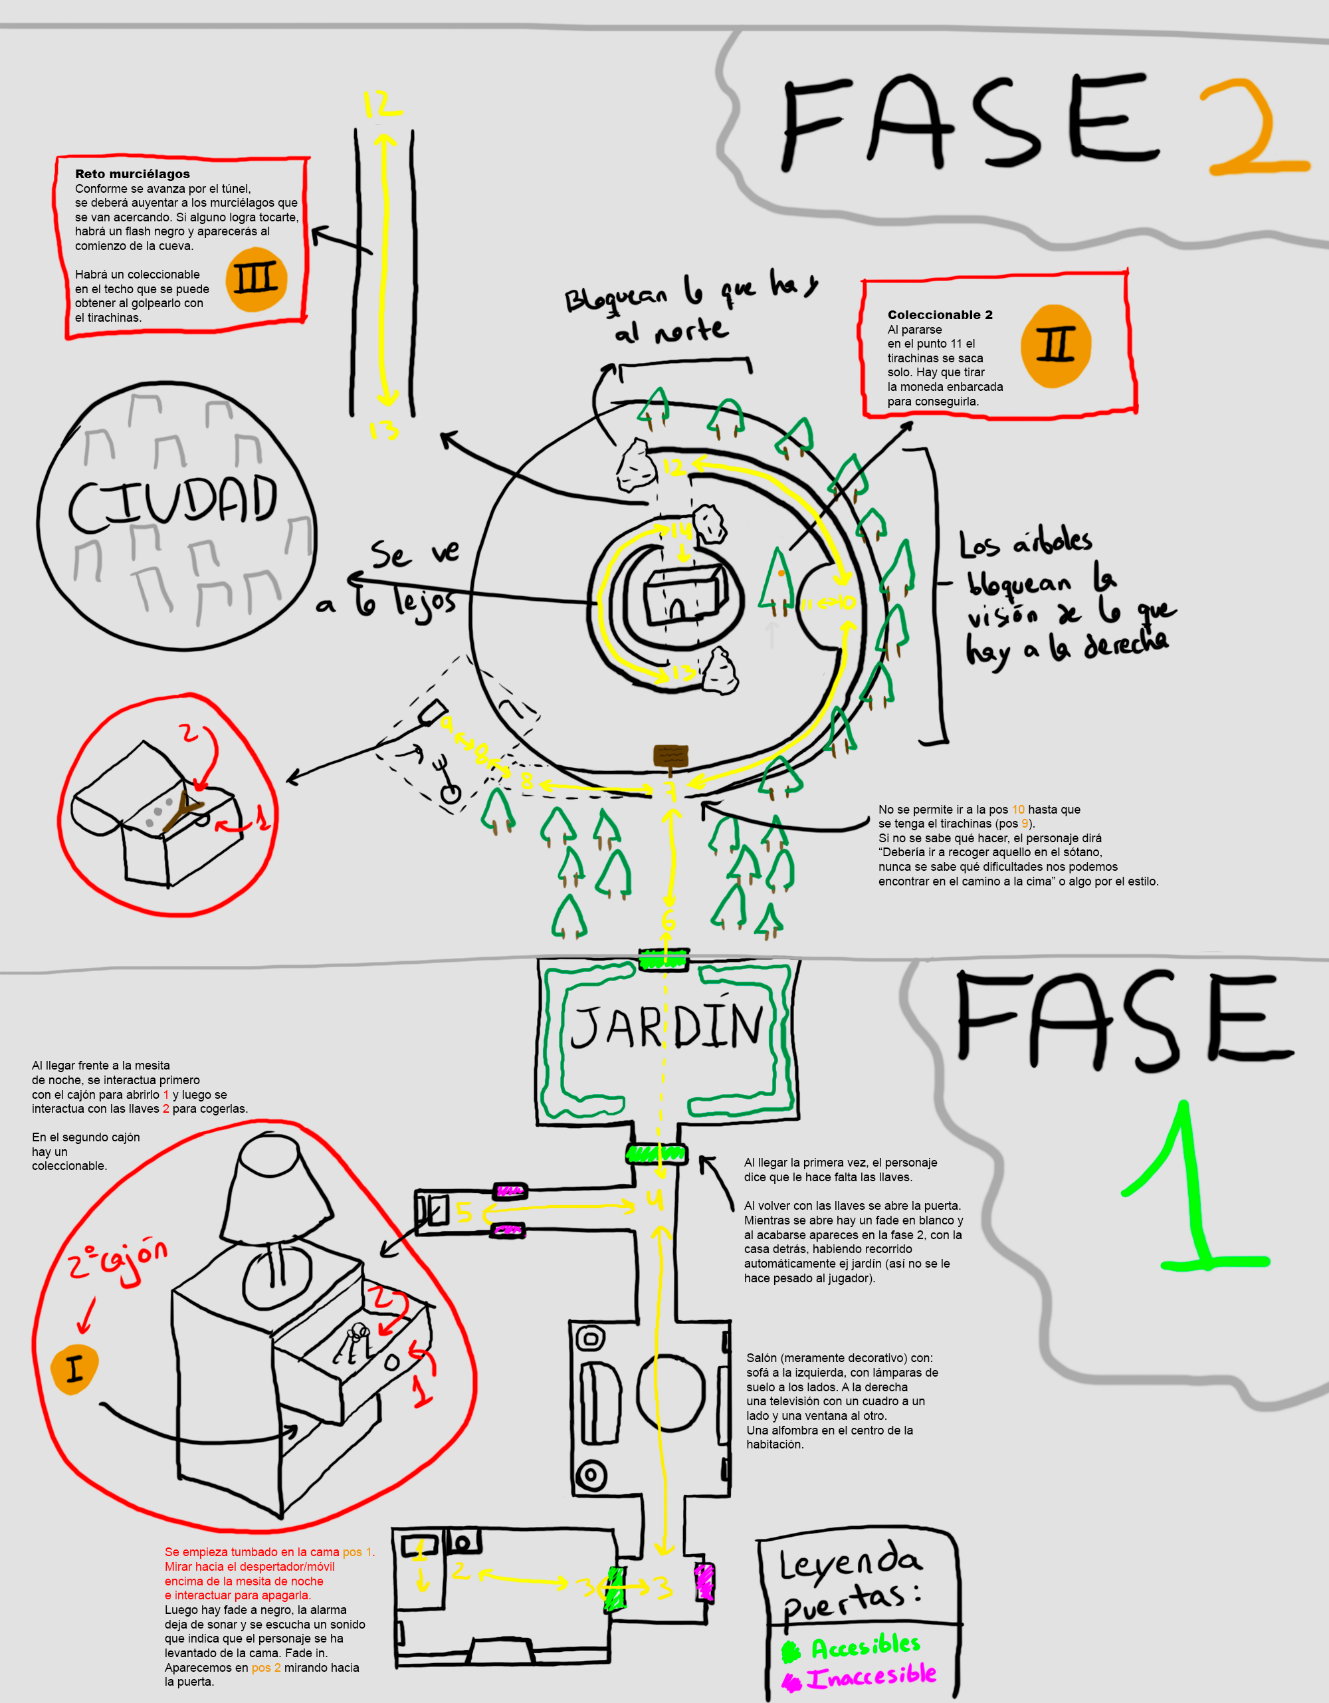 FASE 2
12
Reto murciélagos
Conforme se avanza por el túnel,
se deberá auyentar a los murciélagos que
se van acercando. Si alguno logra tocarte,
habrá un flash negro y aparecerás al
comienzo de la cueva.
Habrá un coleccionable
en el techo que se puede
obtener al golpearlo con
el tirachinas.
III
13
Bloquean lo que hay
al norte
Coleccionable 2
Al pararse
en el punto 11 el
tirachinas se saca
solo. Hay que tirar
la moneda enbarcada
para conseguirla.
II
CIUDAD
Se ve
a lo lejos
12
14
11
10
13
Los árboles
bloquean la
visión de lo que
hay a la derecha
9
8
8
7
2
1
No se permite ir a la pos 10 hasta que
se tenga el tirachinas (pos 9).
Si no se sabe qué hacer, el personaje dirá
“Debería ir a recoger aquello en el sótano,
nunca se sabe qué dificultades nos podemos
encontrar en el camino a la cima” o algo por el estilo.
6
FASE
1
JARDÍN
Al llegar frente a la mesita
de noche, se interactua primero
con el cajón para abrirlo 1 y luego se
interactua con las llaves 2 para cogerlas.
En el segundo cajón
hay un
coleccionable.
Al llegar la primera vez, el personaje
dice que le hace falta las llaves.
Al volver con las llaves se abre la puerta.
Mientras se abre hay un fade en blanco y
al acabarse apareces en la fase 2, con la
casa detrás, habiendo recorrido
automáticamente ej jardín (así no se le
hace pesado al jugador).
5
4
2º cajón
2
1
I
Salón (meramente decorativo) con:
sofá a la izquierda, con lámparas de
suelo a los lados. A la derecha
una televisión con un cuadro a un
lado y una ventana al otro.
Una alfombra en el centro de la
habitación.
Se empieza tumbado en la cama pos 1.
Mirar hacia el despertador/móvil
encima de la mesita de noche
e interactuar para apagarla.
Luego hay fade a negro, la alarma
deja de sonar y se escucha un sonido
que indica que el personaje se ha
levantado de la cama. Fade in.
Aparecemos en pos 2 mirando hacia
la puerta.
1
2
3
3
Leyenda
puertas:
Accesibles
Inaccesible